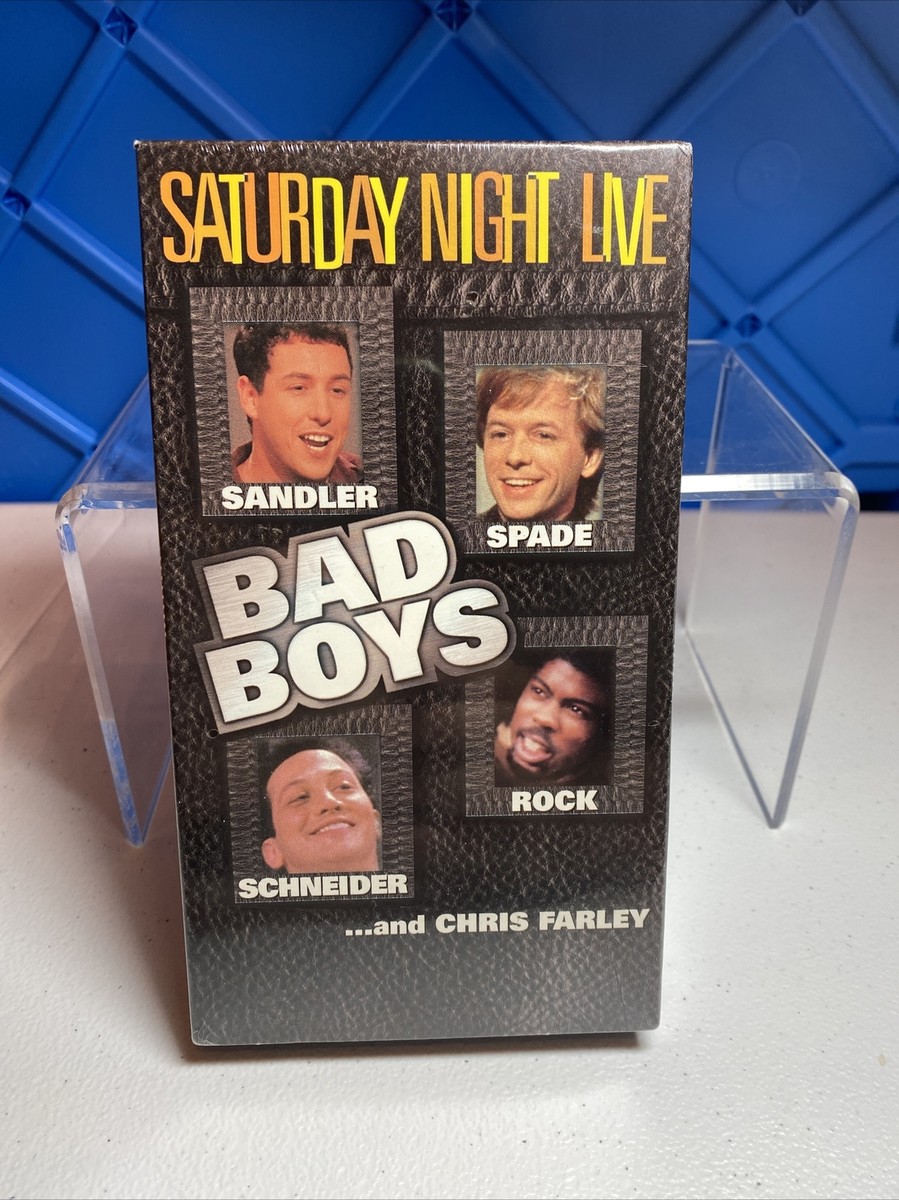 SATURDAY NIGHT LIVE
SANDLER
SPADE
BAD
BOYS
ROCK
SCHNEIDER
...and CHRIS FARLEY